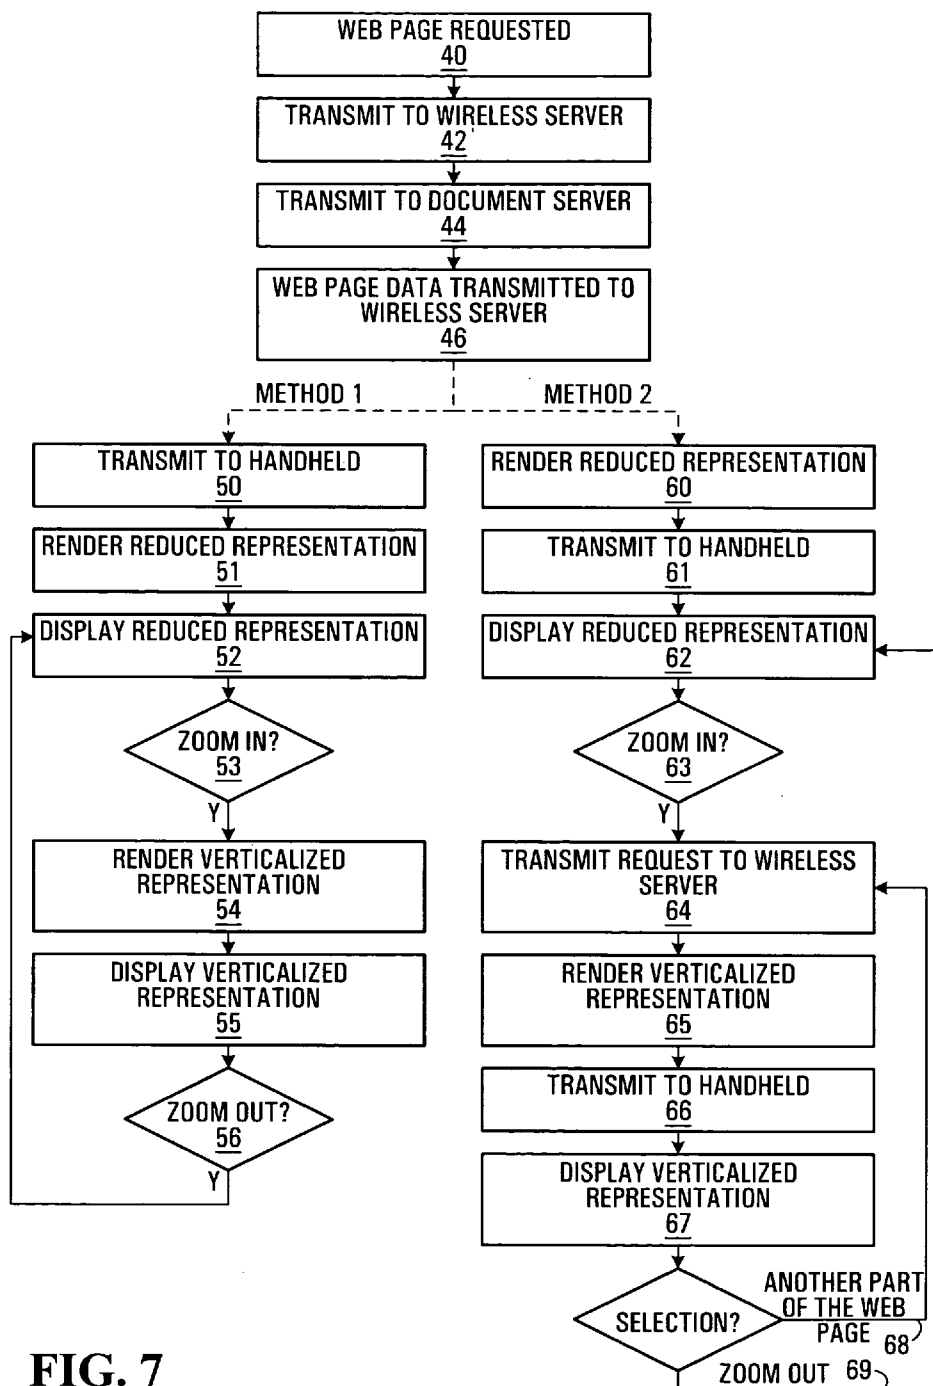 WEB PAGE REQUESTED
40
TRANSMIT TO WIRELESS SERVER
42
TRANSMIT TO DOCUMENT SERVER
44
WEB PAGE DATA TRANSMITTED TO
WIRELESS SERVER
46
METHOD 1
METHOD 2
TRANSMIT TO HANDHELD
50
RENDER REDUCED REPRESENTATION
51
DISPLAY REDUCED REPRESENTATION
52
ZOOM IN?
53
Y
RENDER VERTICALIZED
REPRESENTATION
54
DISPLAY VERTICALIZED
REPRESENTATION
55
ZOOM OUT?
56
Y
RENDER REDUCED REPRESENTATION
60
TRANSMIT TO HANDHELD
61
DISPLAY REDUCED REPRESENTATION
62
ZOOM IN?
63
Y
TRANSMIT REQUEST TO WIRELESS
SERVER
64
RENDER VERTICALIZED
REPRESENTATION
65
TRANSMIT TO HANDHELD
66
DISPLAY VERTICALIZED
REPRESENTATION
67
SELECTION?
ANOTHER PART
OF THE WEB
PAGE
68
ZOOM OUT
69
FIG. 7